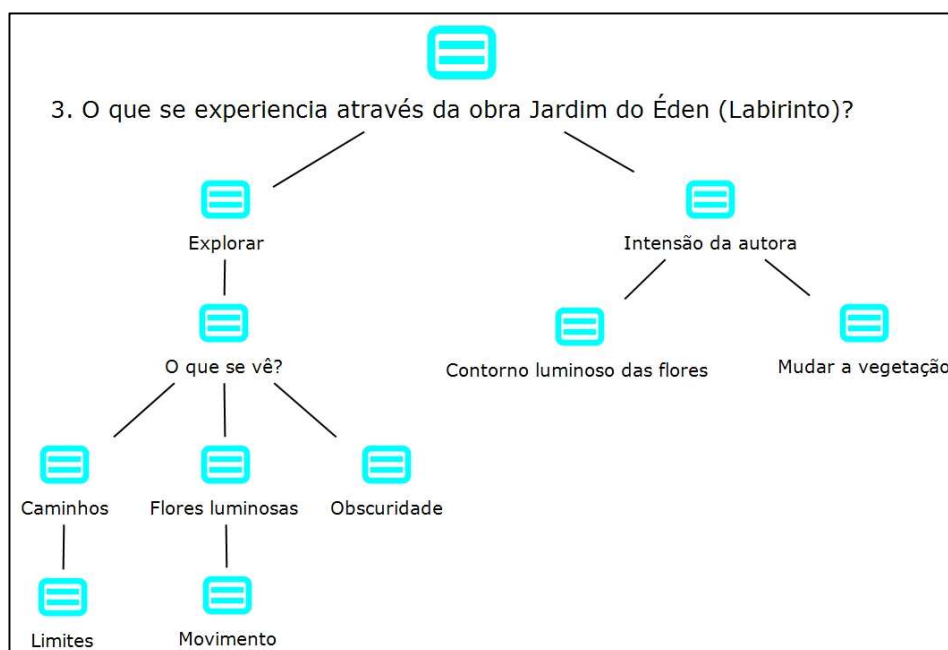 3. O que se experiencia através da obra Jardim do Éden (Labirinto)?
Explorar
Intensão da autora
O que se vê?
Contorno luminoso das flores
Mudar a vegetação
Caminhos
Flores luminosas
Obscuridade
Limites
Movimento